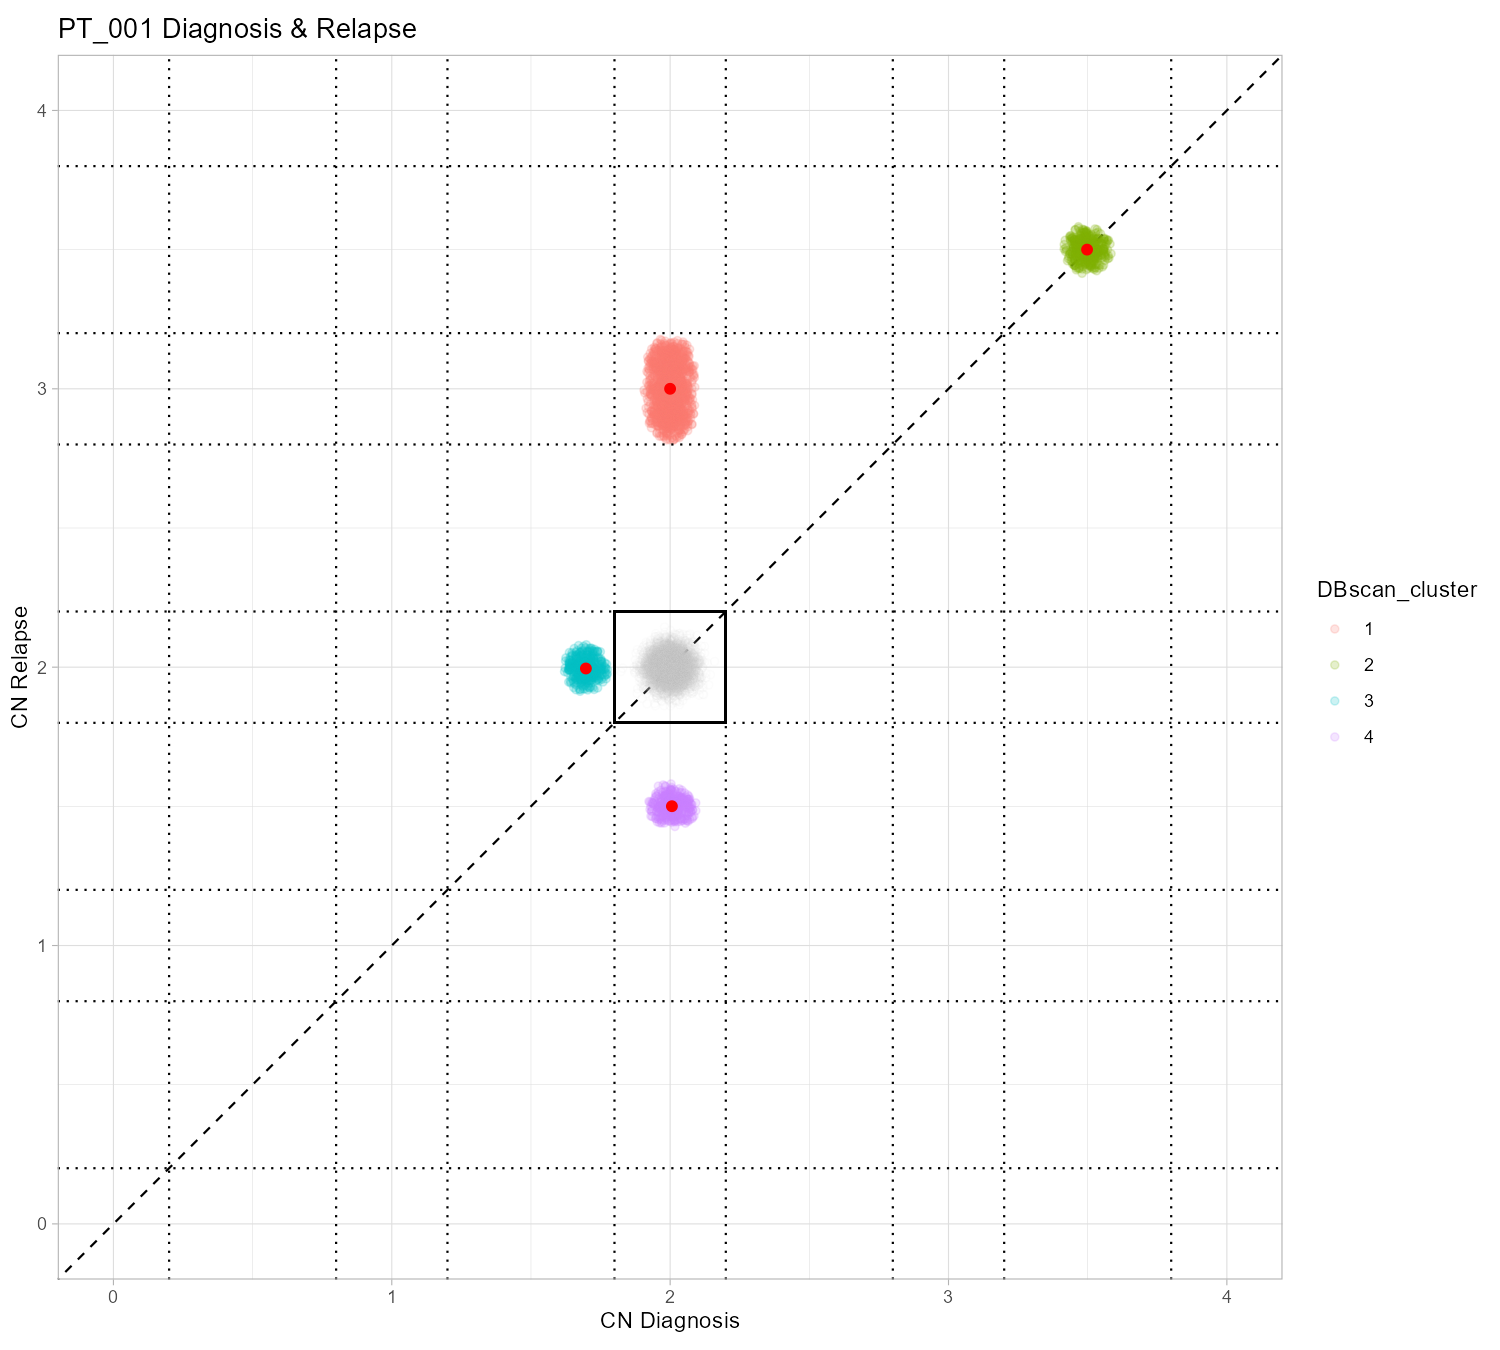 PT_001 Diagnosis & Relapse
4
3
2
1
0
CN Relapse
0 1 2 3 4
CN Diagnosis
DBscan_cluster
1
2
3
4